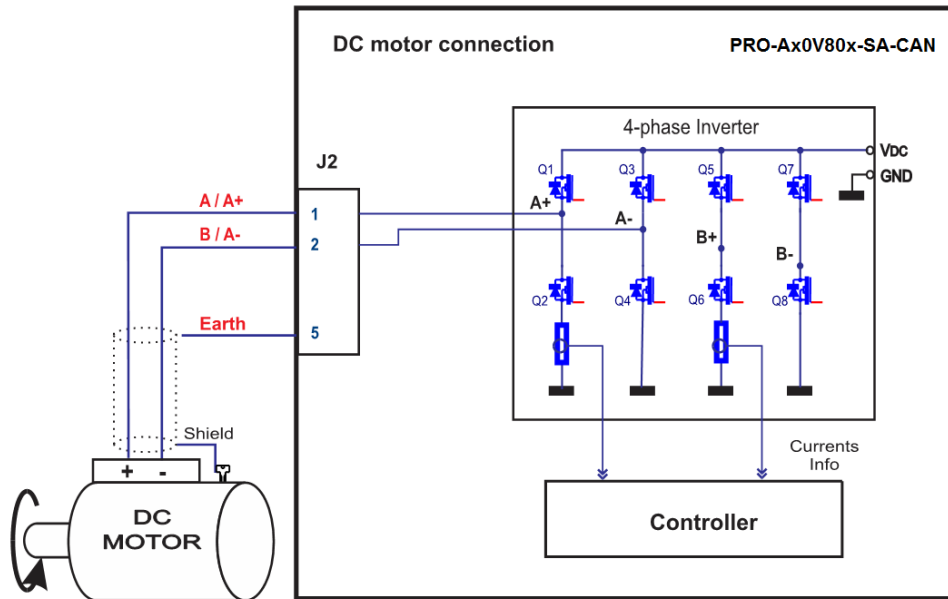 DC motor connection
PRO-Ax0V80x-SA-CAN
4-phase Inverter
VDC
GND
J2
Q1
Q3
Q5
Q7
A / A+
1
A+
A-
B / A-
2
B+
B-
Q2
Q4
Q6
Q8
Earth
5
Shield
Currents
Info
+ -
DC
MOTOR
Controller